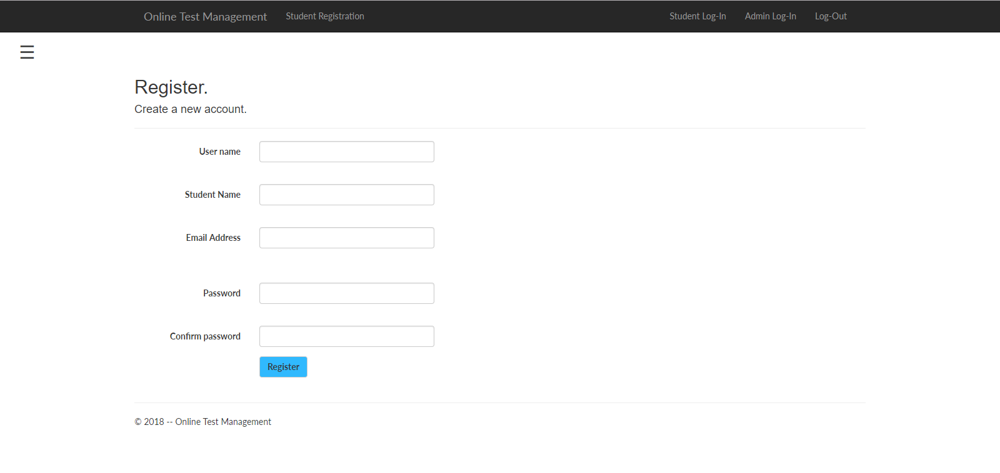 Online Test Management Student Registration Student Log-In Admin Log-In Log-Out
Register.
Create a new account.
User name
Student Name
Email Address
Password
Confirm password
Register
© 2018 -- Online Test Management